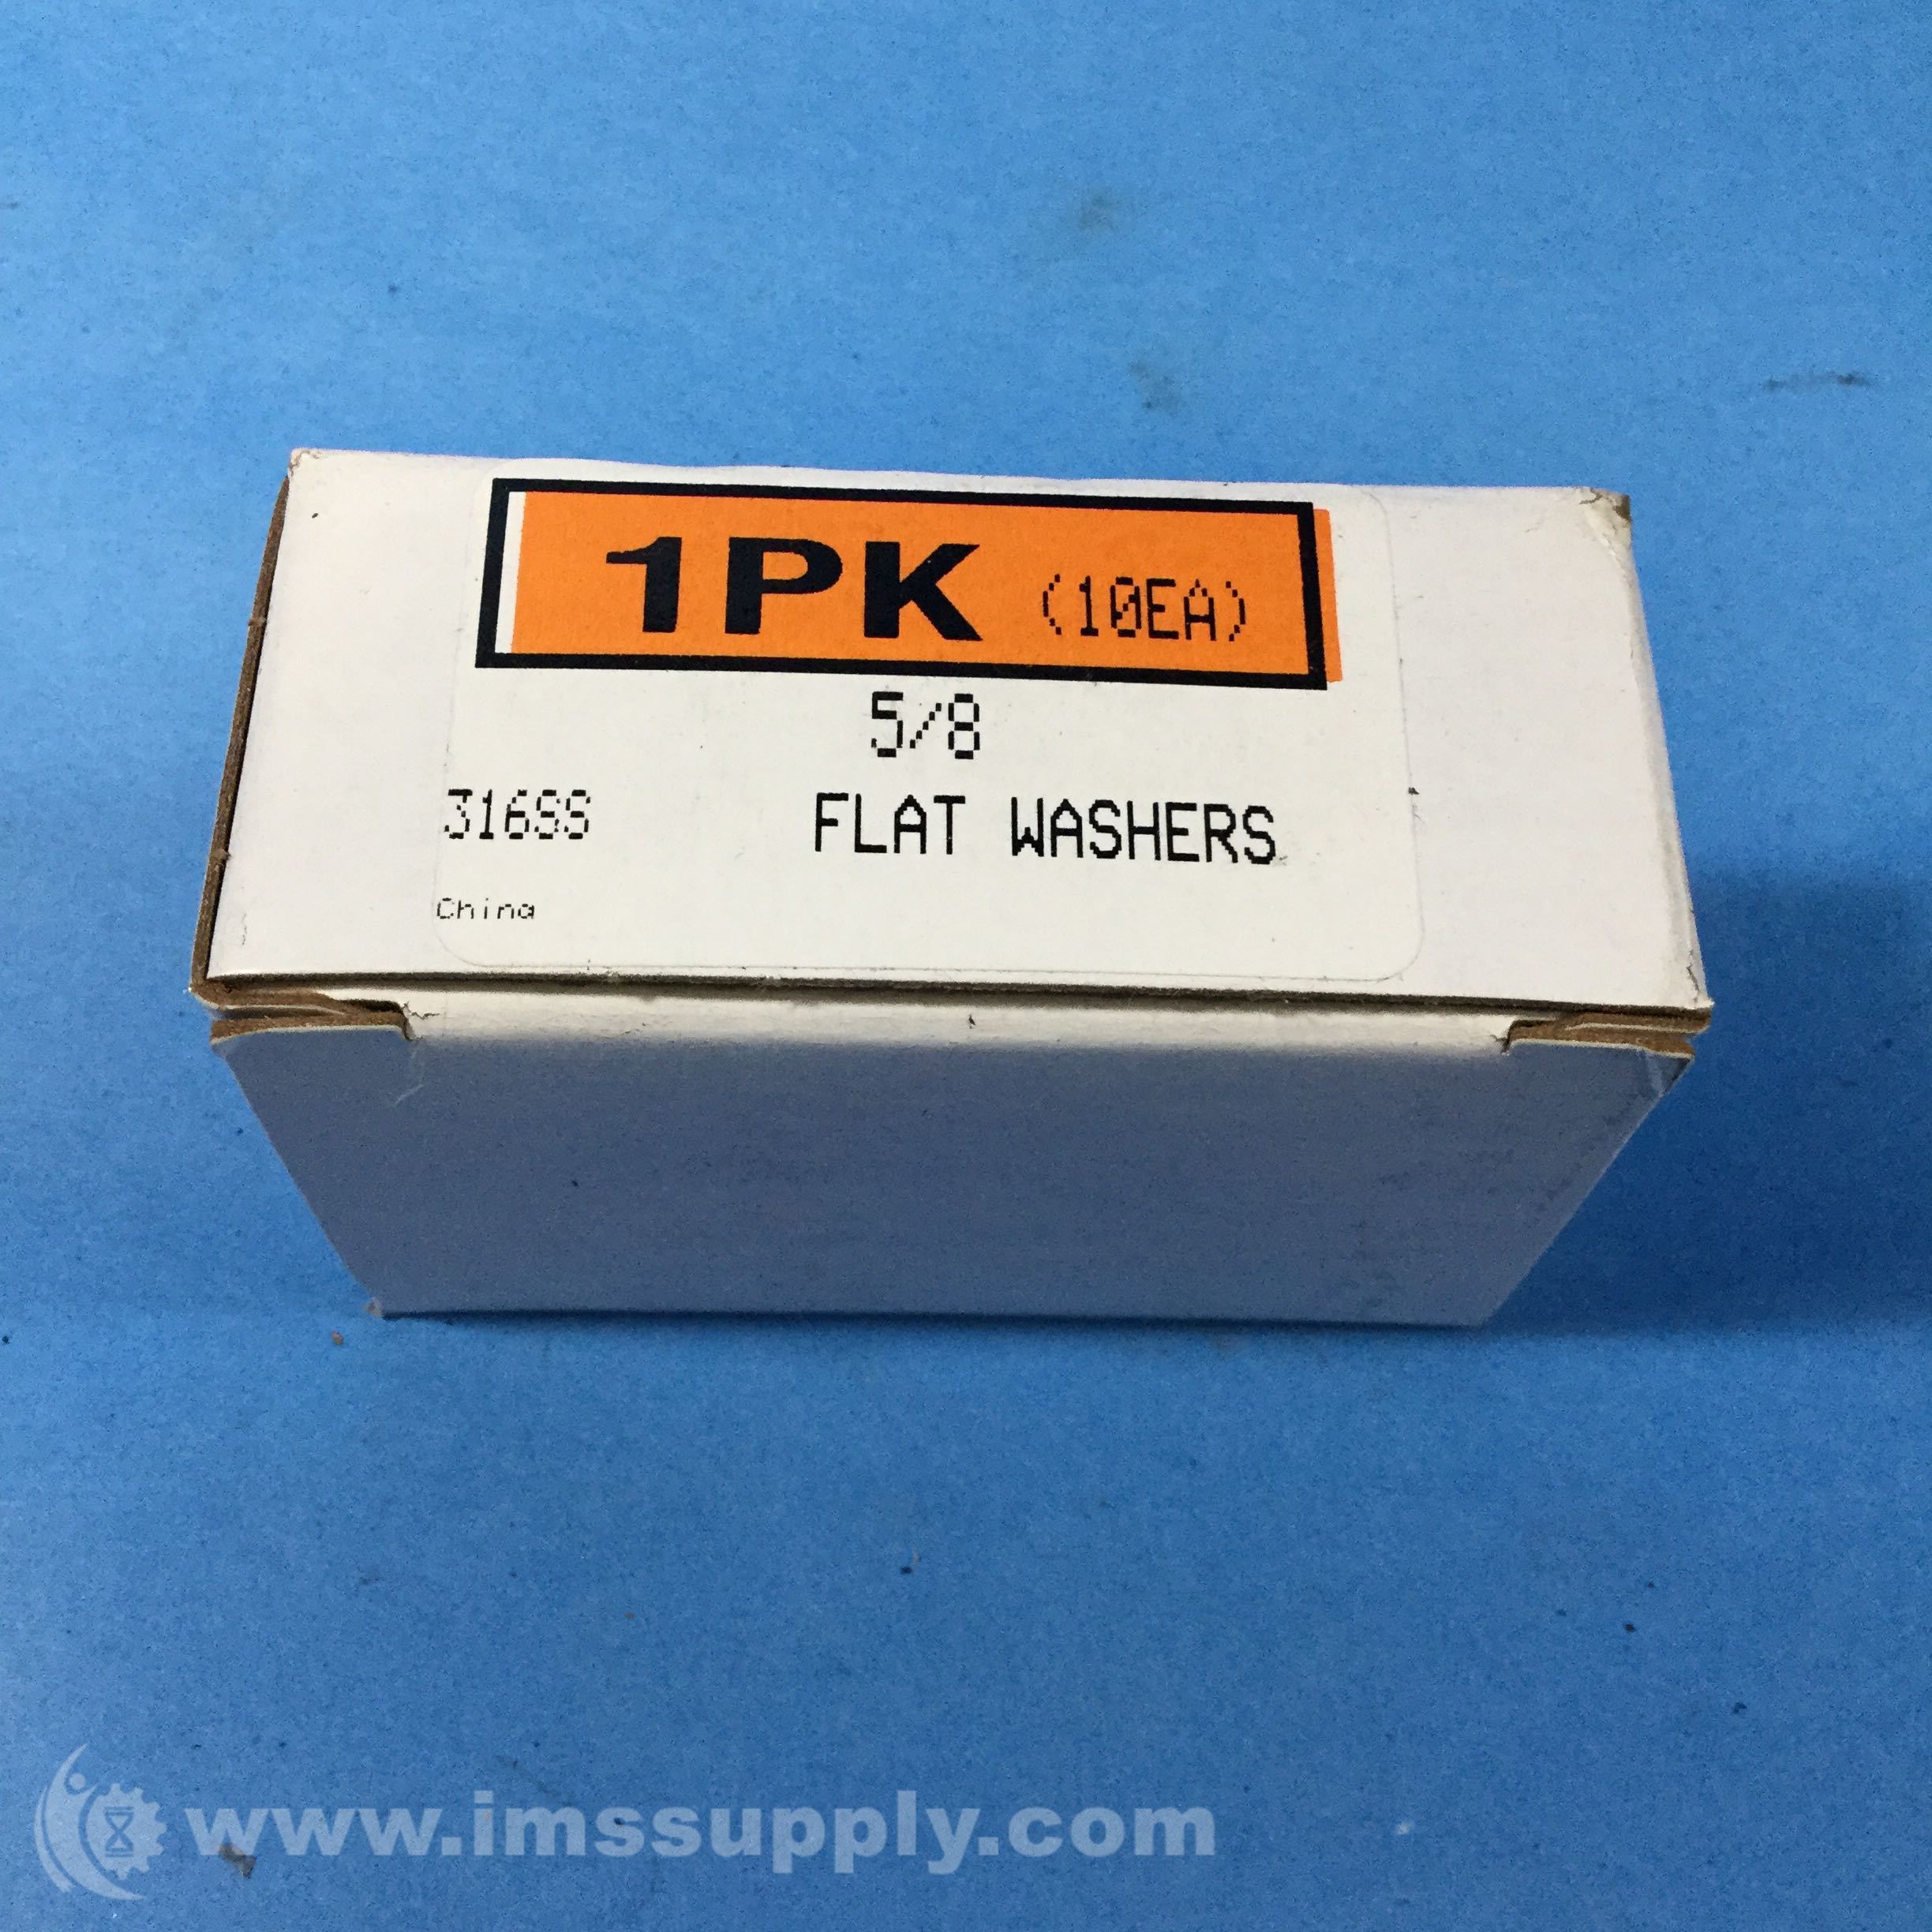 1PK (10EA)
5/8
316SS FLAT WASHERS
China
www.imssupply.com